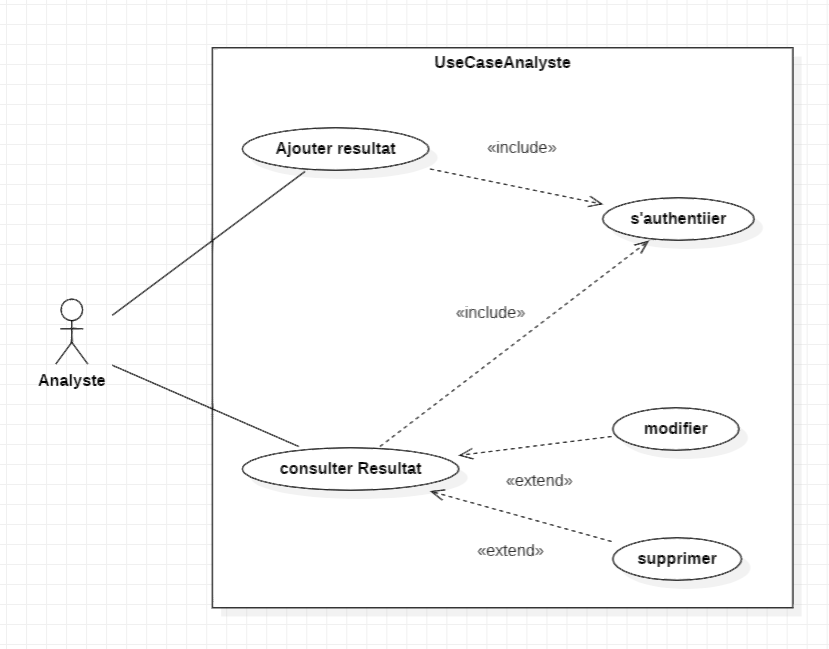 UseCaseAnalyste
Ajouter resultat
«include»
s'authentiier
«include»
Analyste
modifier
consulter Resultat
«extend»
«extend»
supprimer